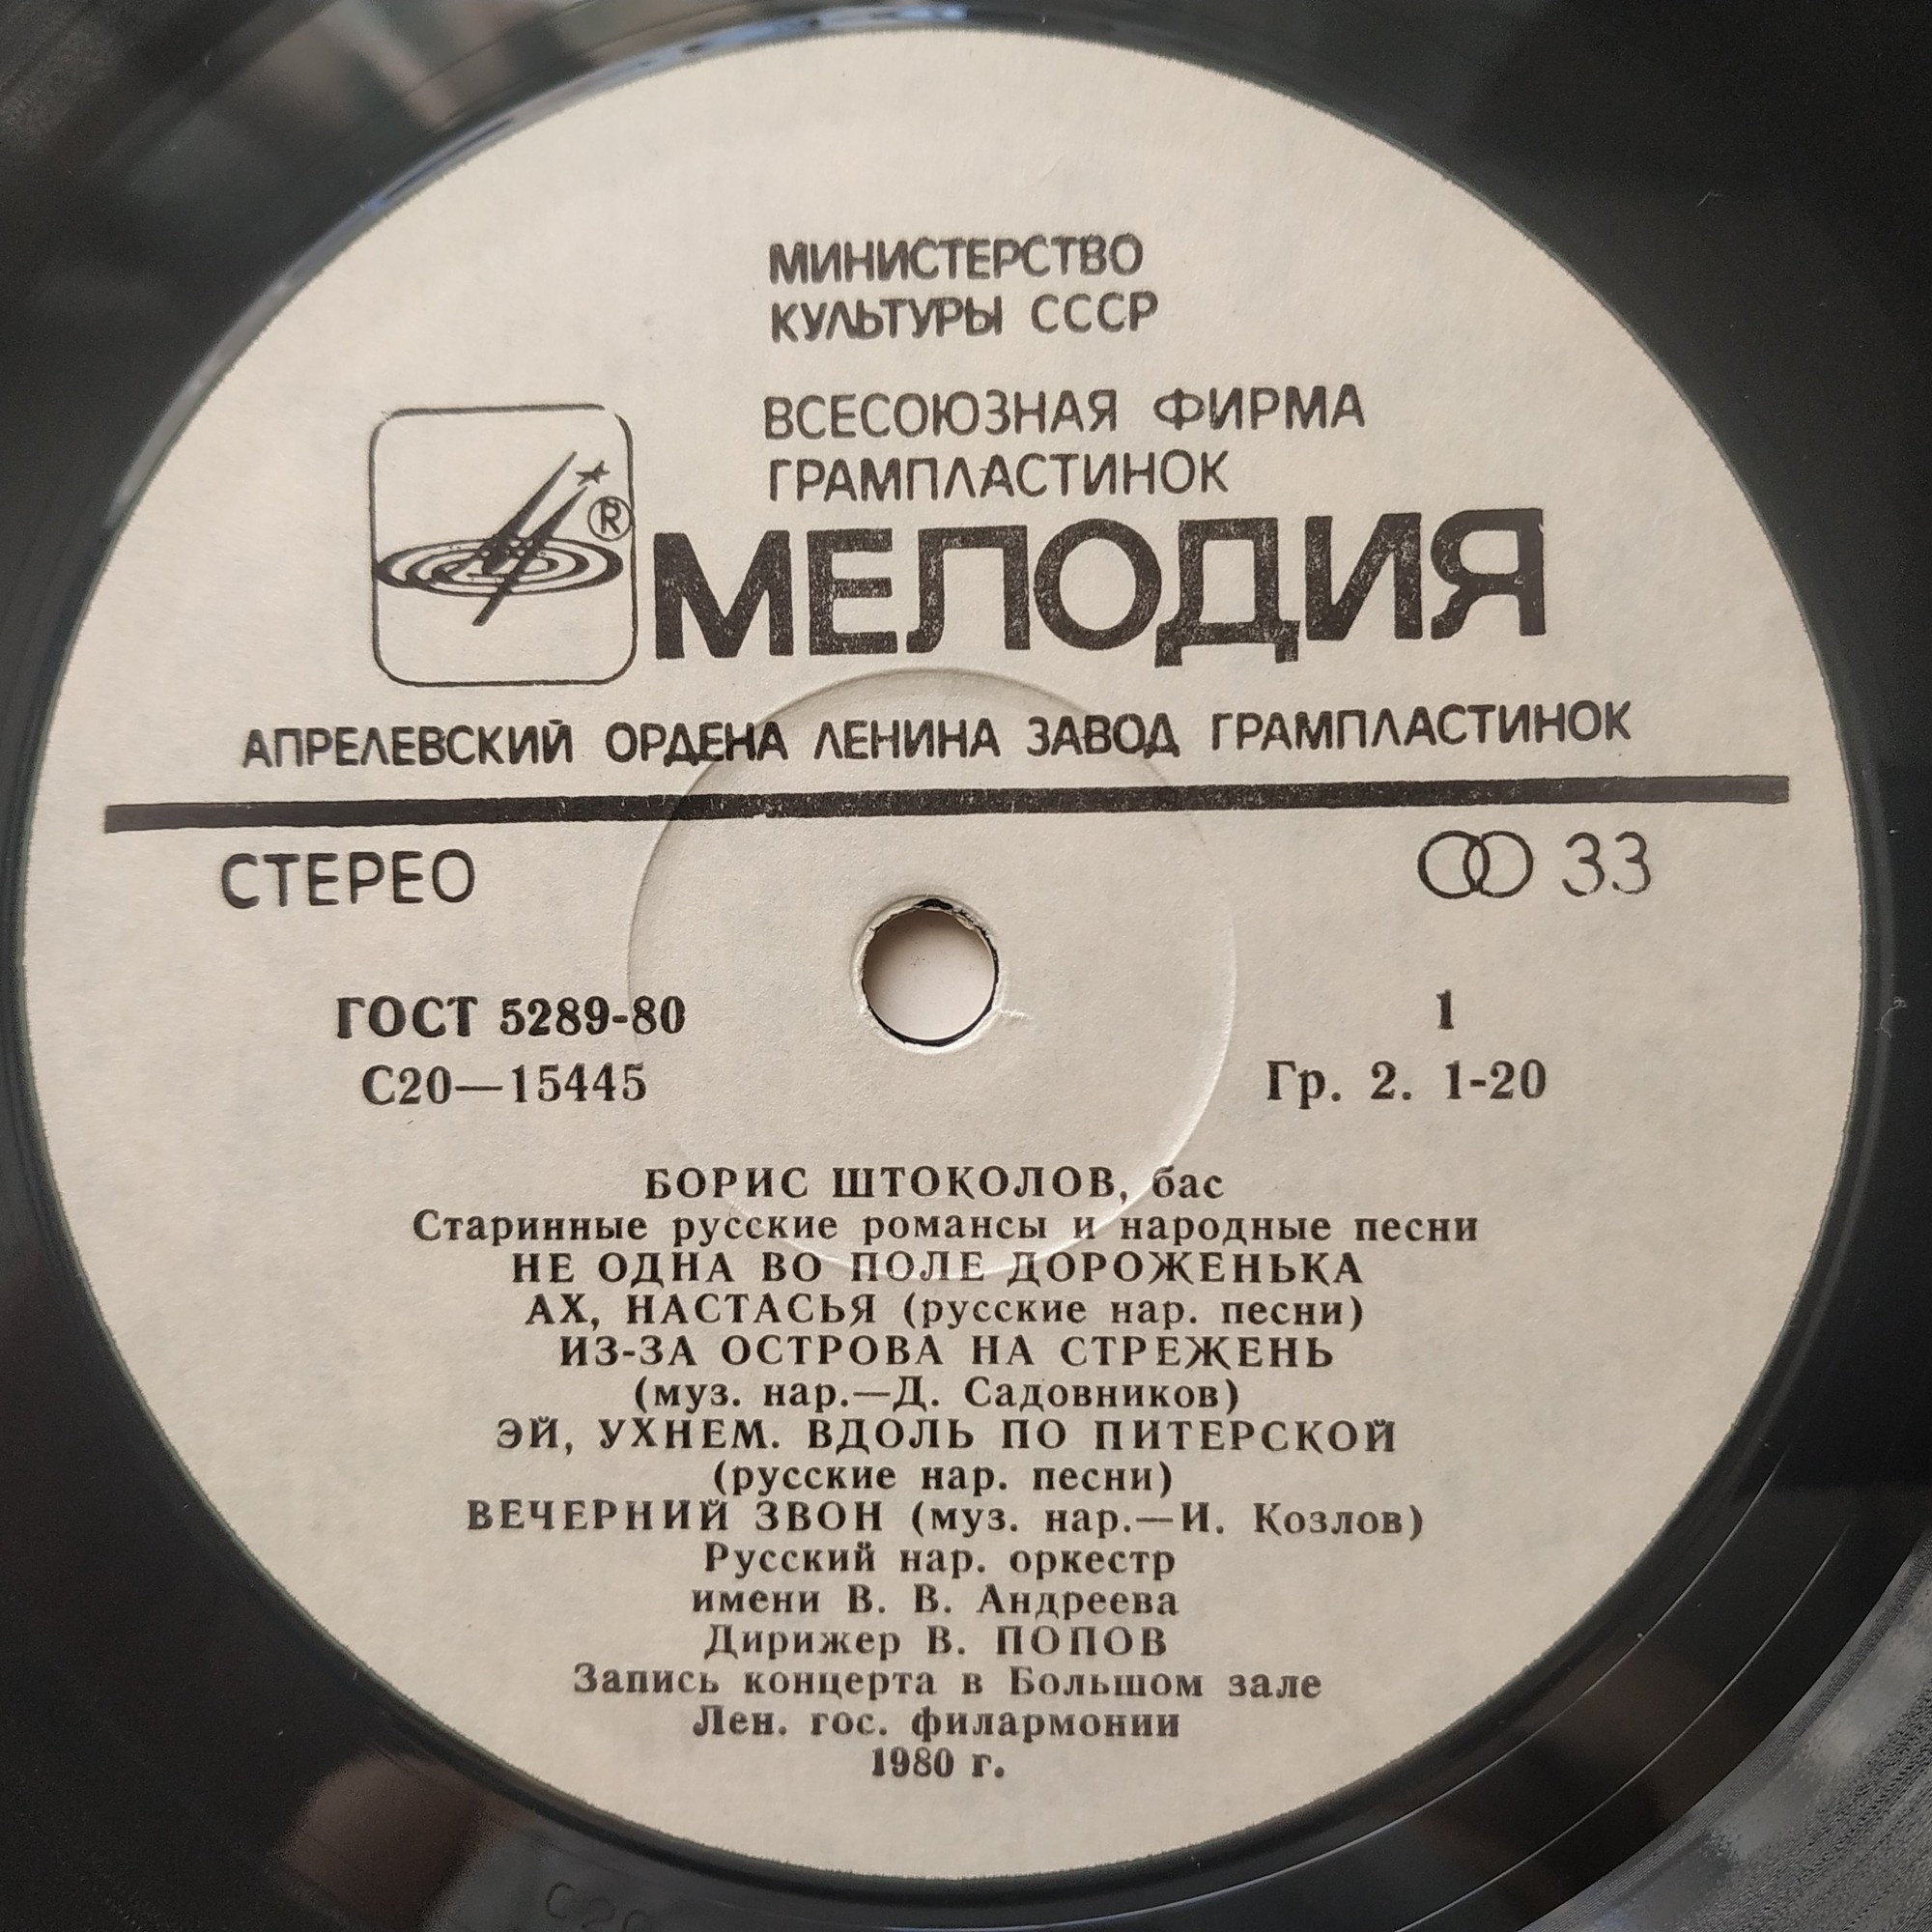 МИНИСТЕРСТВО
КУЛЬТУРЫ СССР
ВСЕСОЮЗНАЯ ФИРМА
ГРАМПЛАСТИНОК
®
МЕЛОДИЯ
АПРЕЛЕВСКИЙ ОРДЕНА ЛЕНИНА ЗАВОД ГРАМПЛАСТИНОК
СТЕРЕО
33
ГОСТ 5289-80
1
С20—15445
Гр. 2. 1-20
БОРИС ШТОКОЛОВ, бас
Старинные русские романсы и народные песни
НЕ ОДНА ВО ПОЛЕ ДОРОЖЕНЬКА
АХ, НАСТАСЬЯ (русские нар. песни)
ИЗ-ЗА ОСТРОВА НА СТРЕЖЕНЬ
(муз. нар.—Д. Садовников)
ЭЙ, УХНЕМ. ВДОЛЬ ПО ПИТЕРСКОЙ
(русские нар. песни)
ВЕЧЕРНИЙ ЗВОН (муз. нар.—И. Козлов)
Русский нар. оркестр
имени В. В. Андреева
Дирижер В. ПОПОВ
Запись концерта в Большом зале
Лен. гос. филармонии
1980 г.